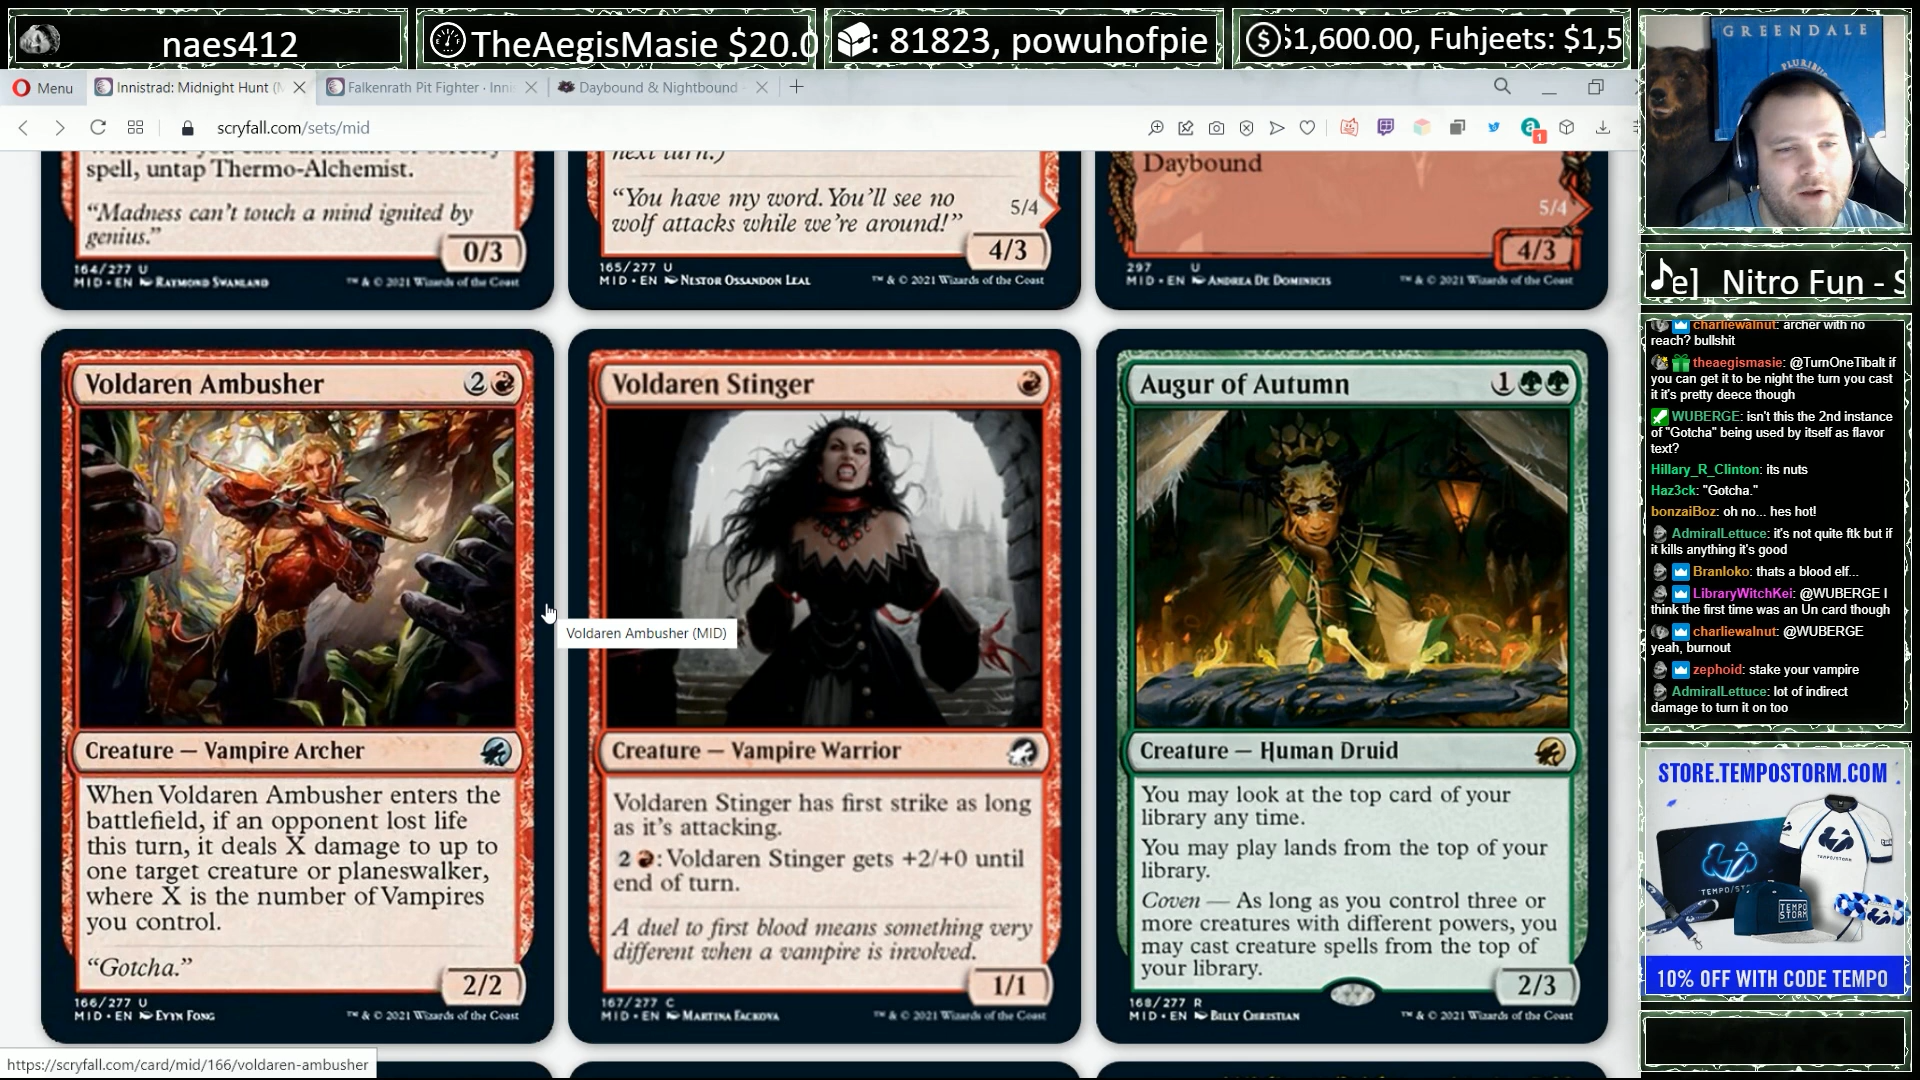 naes412
TheAegisMasie $20.0
: 81823, powuhofpie
$1,600.00, Fuhjeets: $1,5
GREENDALE
Menu
Innistrad: Midnight Hunt (M
Falkenrath Pit Fighter · Inni
Daybound & Nightbound
scryfall.com/sets/mid
1
spell, untap Thermo-Alchemist.
“Madness can’t touch a mind ignited by
genius.”
0/3
164/277 U
MID • EN Raymond Swanland
™ & © 2021 Wizards of the Coast
next turn.)
“You have my word. You’ll see no
wolf attacks while we’re around!”
5/4
4/3
165/277 U
MID • EN Nestor Ossandon Leal
™ & © 2021 Wizards of the Coast
Daybound
5/4
4/3
297 U
MID • EN Andrea De Dominicis
™ & © 2021 Wizards of the Coast
Voldaren Ambusher 2
Creature — Vampire Archer
When Voldaren Ambusher enters the
battlefield, if an opponent lost life
this turn, it deals X damage to up to
one target creature or planeswalker,
where X is the number of Vampires
you control.
“Gotcha.”
2/2
166/277 U
MID • EN Evyn Fong
™ & © 2021 Wizards of the Coast
Voldaren Ambusher (MID)
Voldaren Stinger
Creature — Vampire Warrior
Voldaren Stinger has first strike as long
as it’s attacking.
2 : Voldaren Stinger gets +2/+0 until
end of turn.
A duel to first blood means something very
different when a vampire is involved.
1/1
167/277 C
MID • EN Martina Fackova
™ & © 2021 Wizards of the Coast
Augur of Autumn 1
Creature — Human Druid
You may look at the top card of your
library any time.
You may play lands from the top of your
library.
Coven — As long as you control three or
more creatures with different powers, you
may cast creature spells from the top of
your library.
2/3
168/277 R
MID • EN Billy Christian
™ & © 2021 Wizards of the Coast
https://scryfall.com/card/mid/166/voldaren-ambusher
e] Nitro Fun - S
charliewalnut: archer with no
reach? bullshit
theaegismasie: @TurnOneTibalt if
you can get it to be night the turn you cast
it it's pretty deece though
WUBERGE: isn't this the 2nd instance
of "Gotcha" being used by itself as flavor
text?
Hillary_R_Clinton: its nuts
Haz3ck: "Gotcha."
bonzaiBoz: oh no... hes hot!
AdmiralLettuce: it's not quite ftk but if
it kills anything it's good
Branloko: thats a blood elf...
LibraryWitchKei: @WUBERGE I
think the first time was an Un card though
charliewalnut: @WUBERGE
yeah, burnout
zephoid: stake your vampire
AdmiralLettuce: lot of indirect
damage to turn it on too
STORE.TEMPOSTORM.COM
TEMPO
STORM
10% OFF WITH CODE TEMPO